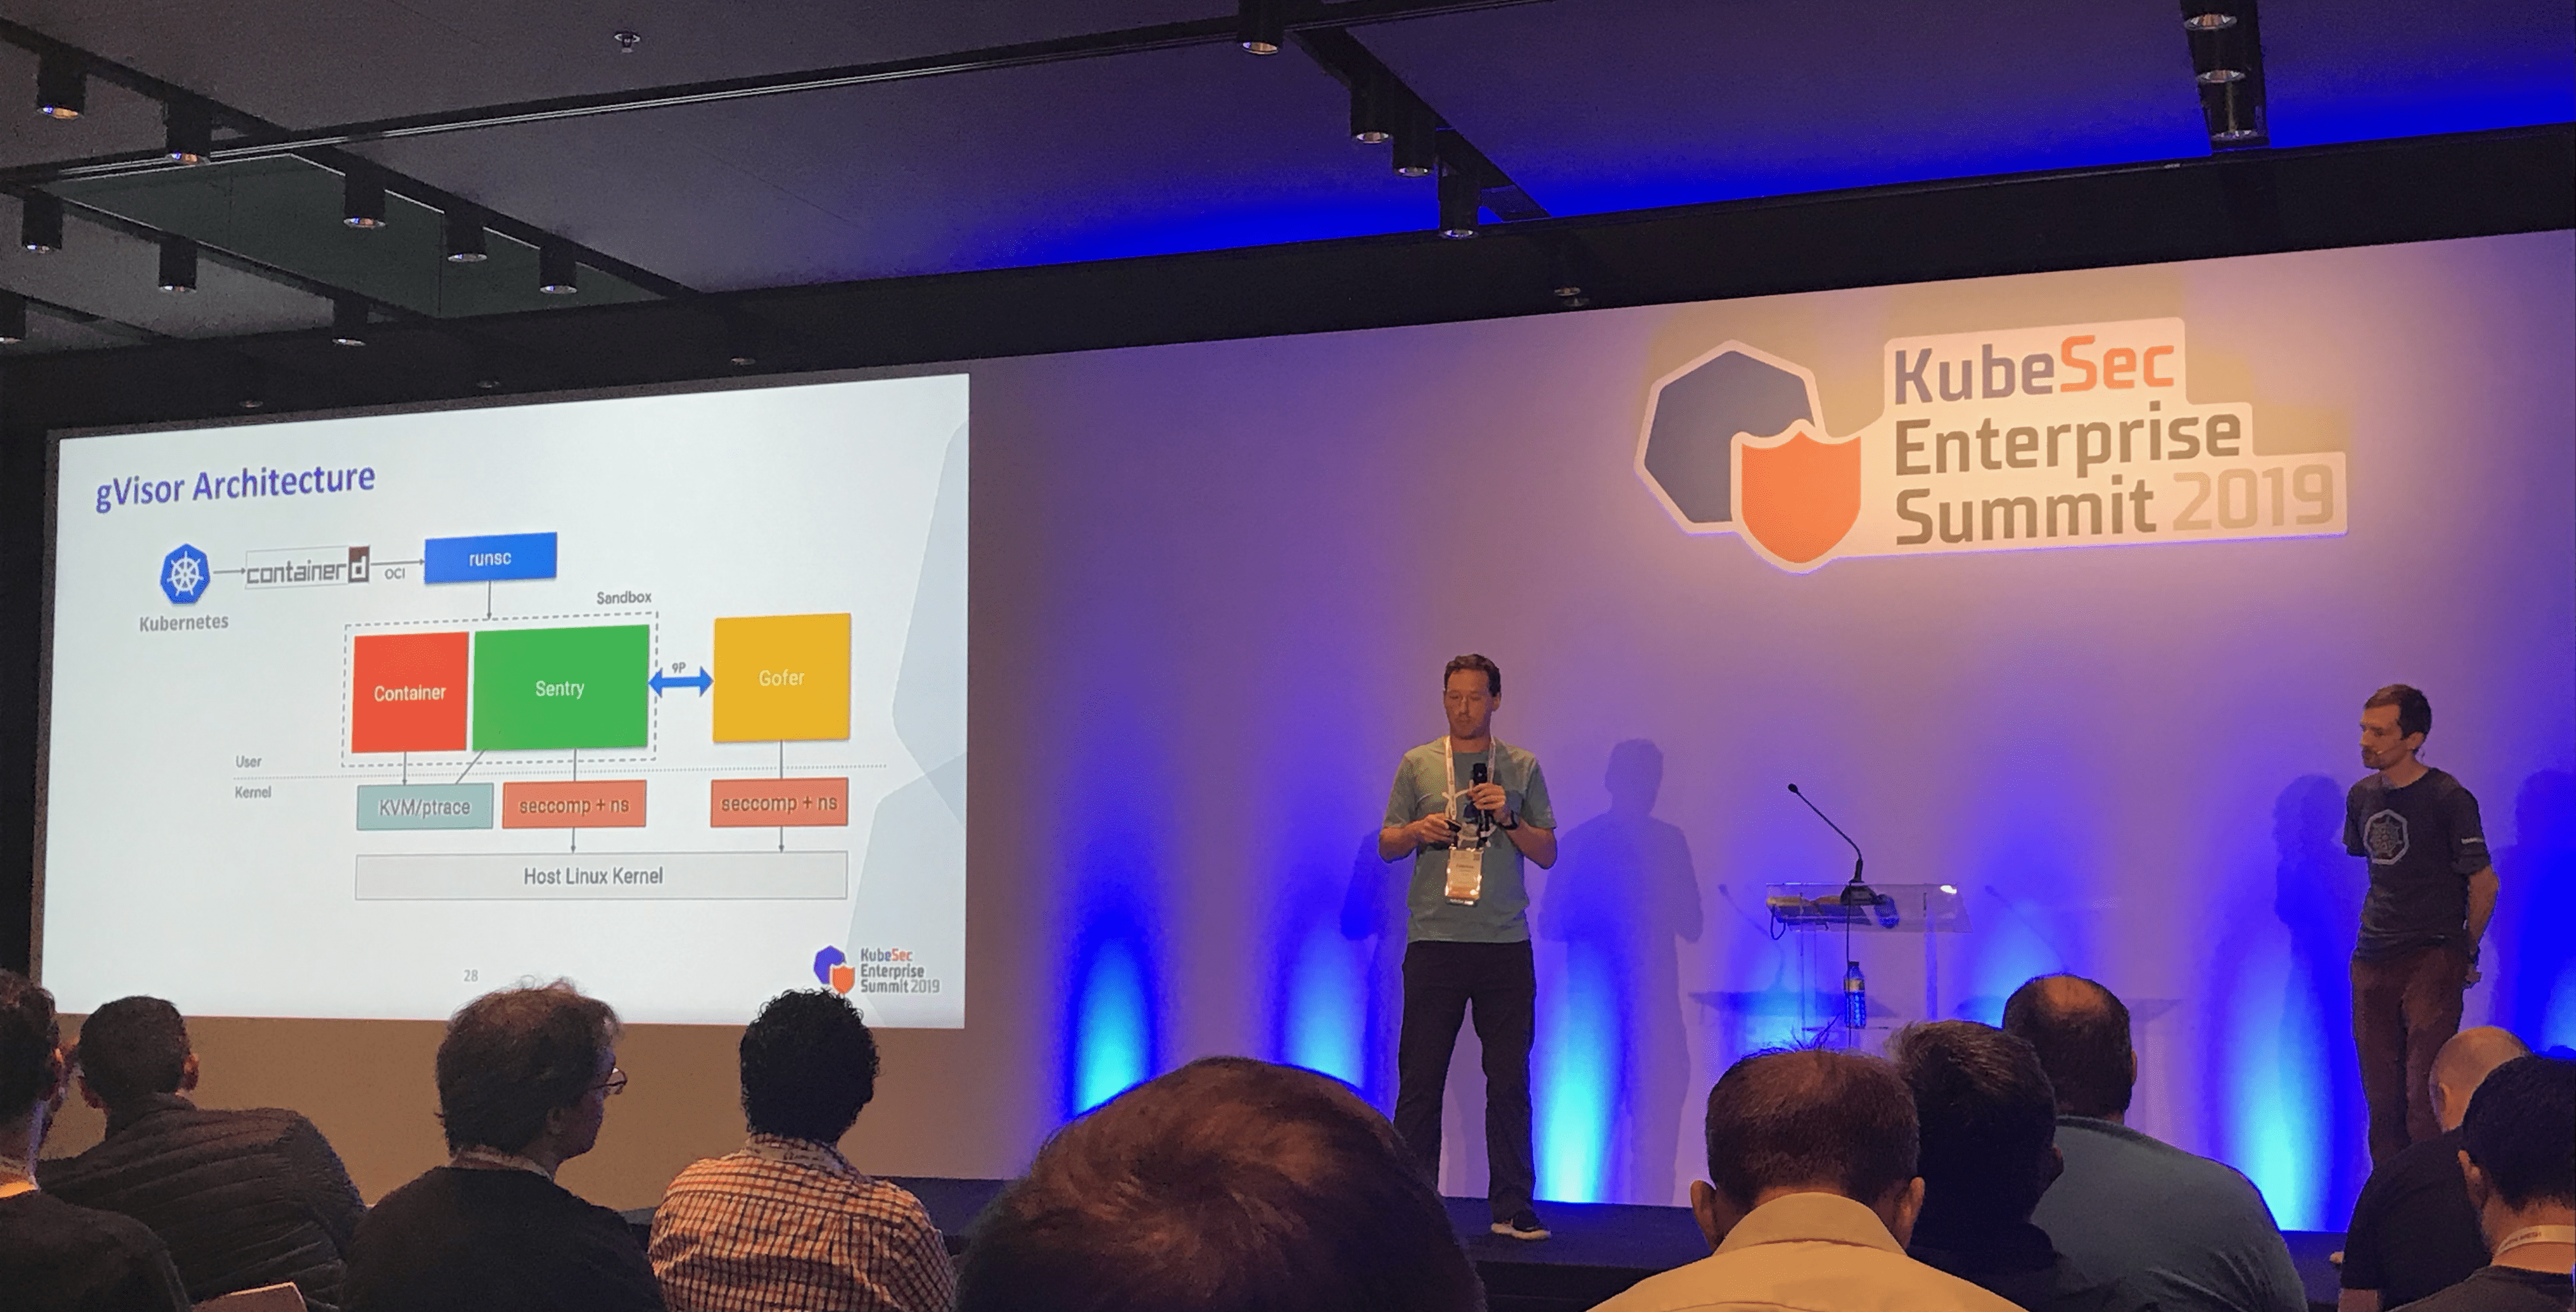 KubeSec
Enterprise
Summit 2019
gVisor Architecture
Kubernetes
containerd
OCI
runsc
Sandbox
Container
Sentry
9P
Gofer
User
Kernel
KVM/ptrace
seccomp + ns
seccomp + ns
Host Linux Kernel
28
KubeSec
Enterprise
Summit 2019